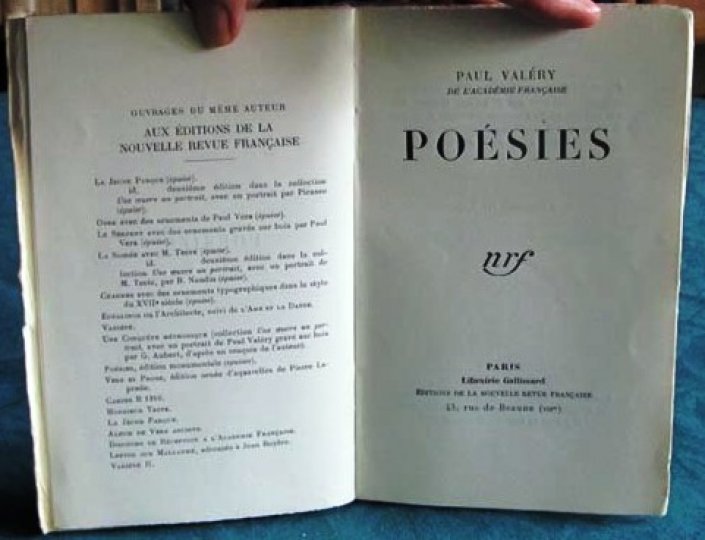 OUVRAGES DU MÊME AUTEUR
AUX ÉDITIONS DE LA
NOUVELLE REVUE FRANÇAISE
LA JEUNE PARQUE (épuisé).
id. deuxième édition dans la collection
Une œuvre un portrait, avec un portrait par Picasso
(épuisé).
ODES avec des ornements de Paul Vera (épuisé).
LE SERPENT avec des ornements gravés sur bois par Paul
Vera (épuisé).
LA SOIRÉE AVEC M. TESTE (épuisé).
id. deuxième édition dans la col-
lection Une œuvre un portrait, avec un portrait de
M. Teste, par B. Naudin (épuisé).
CHARMES avec des ornements typographiques dans le style
du XVIIe siècle (épuisé).
EUPALINOS OU l'Architecte, suivi de L'AME ET LA DANSE.
VARIÉTÉ.
UNE CONQUÊTE MÉTHODIQUE (collection Une œuvre un por-
trait, avec un portrait de Paul Valéry gravé sur bois
par G. Aubert, d'après un croquis de l'auteur).
POÉSIES, édition monumentale (épuisé).
VERS ET PROSE, édition ornée d'aquarelles de Pierre La-
prade.
CAHIER B 1910.
MONSIEUR TESTE.
LA JEUNE PARQUE.
ALBUM DE VERS ANCIENS.
DISCOURS DE RÉCEPTION A L'ACADÉMIE FRANÇAISE.
LETTRE SUR MALLARMÉ, adressée à Jean Royère.
VARIÉTÉ II.
PAUL VALÉRY
DE L'ACADÉMIE FRANÇAISE
POÉSIES
nrf
PARIS
Librairie Gallimard
ÉDITIONS DE LA NOUVELLE REVUE FRANÇAISE
43, rue de Beaune (VIIe)